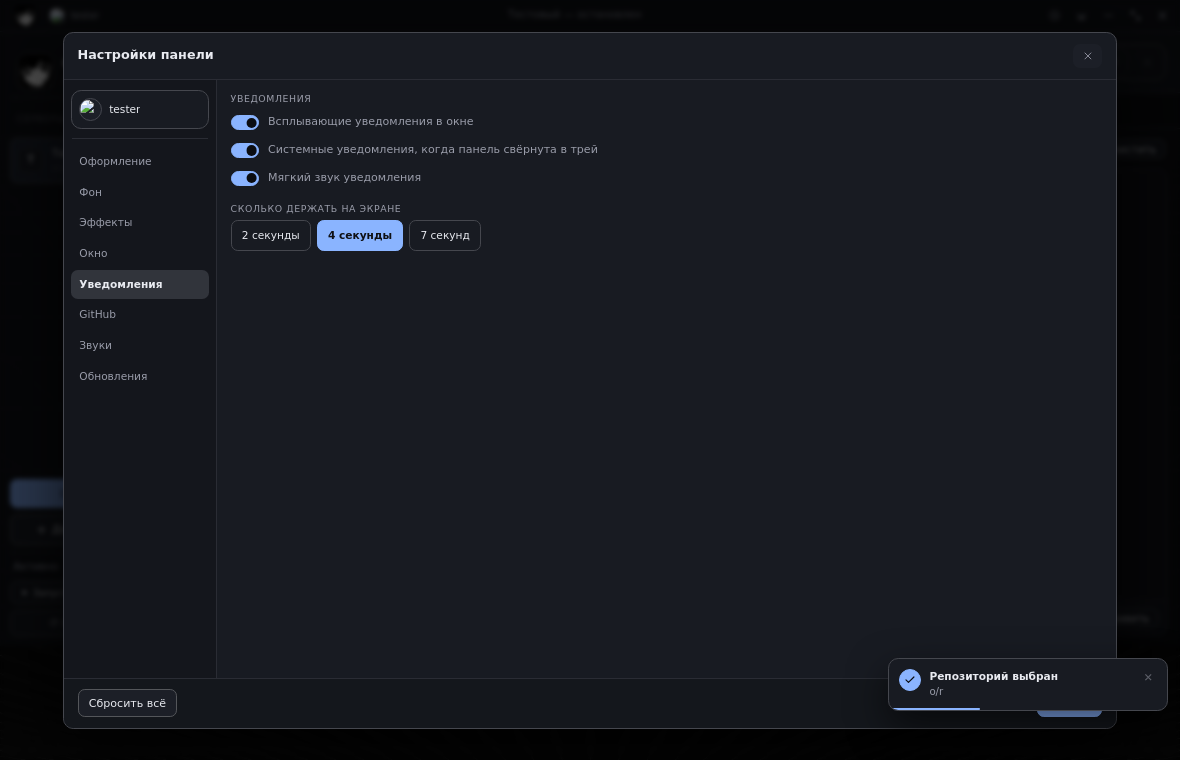 Настройки панели
tester
Оформление
Фон
Эффекты
Окно
Уведомления
GitHub
Звуки
Обновления
УВЕДОМЛЕНИЯ
Всплывающие уведомления в окне
Системные уведомления, когда панель свёрнута в трей
Мягкий звук уведомления
СКОЛЬКО ДЕРЖАТЬ НА ЭКРАНЕ
2 секунды
4 секунды
7 секунд
Сбросить всё
Репозиторий выбран
o/r